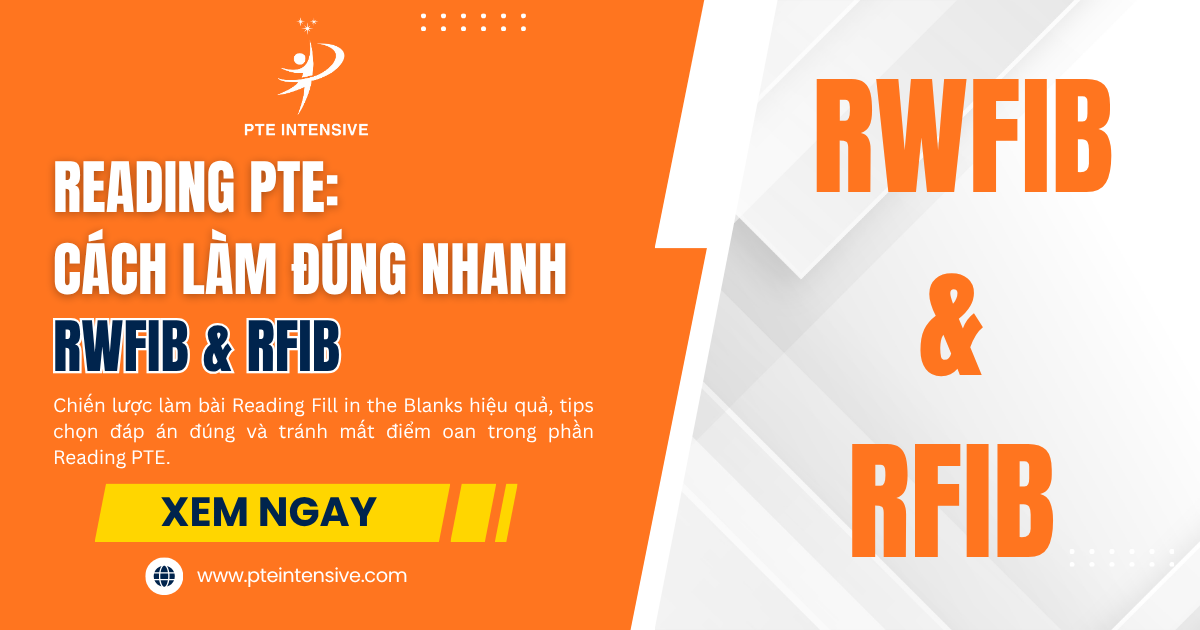 PTE INTENSIVE
READING PTE:
CÁCH LÀM ĐÚNG NHANH
RWFIB & RFIB
Chiến lược làm bài Reading Fill in the Blanks hiệu quả, tips
chọn đáp án đúng và tránh mất điểm oan trong phần
Reading PTE.
XEM NGAY
www.pteintensive.com
RWFIB
&
RFIB